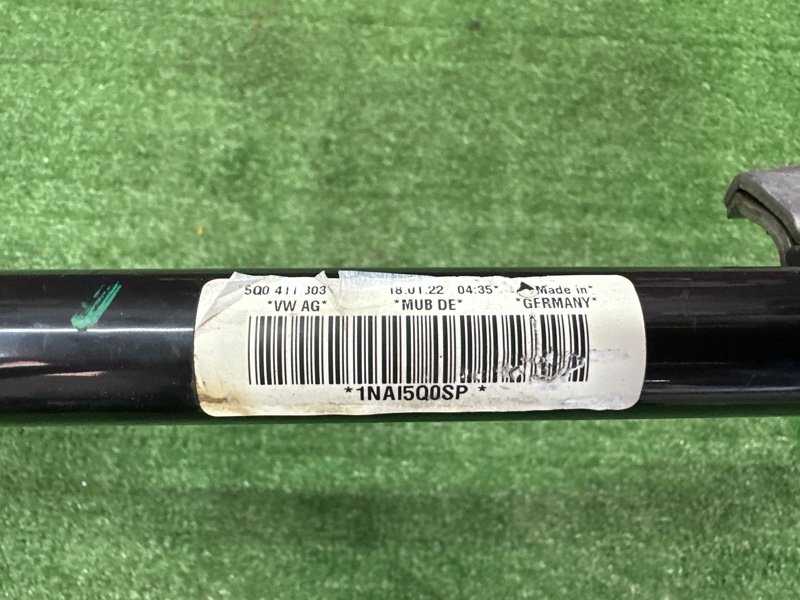 *5Q0 411 303 18.01.22 04:35* *Made in*
*VW AG* *MUB DE* *GERMANY*
*1NAI5Q0SP *